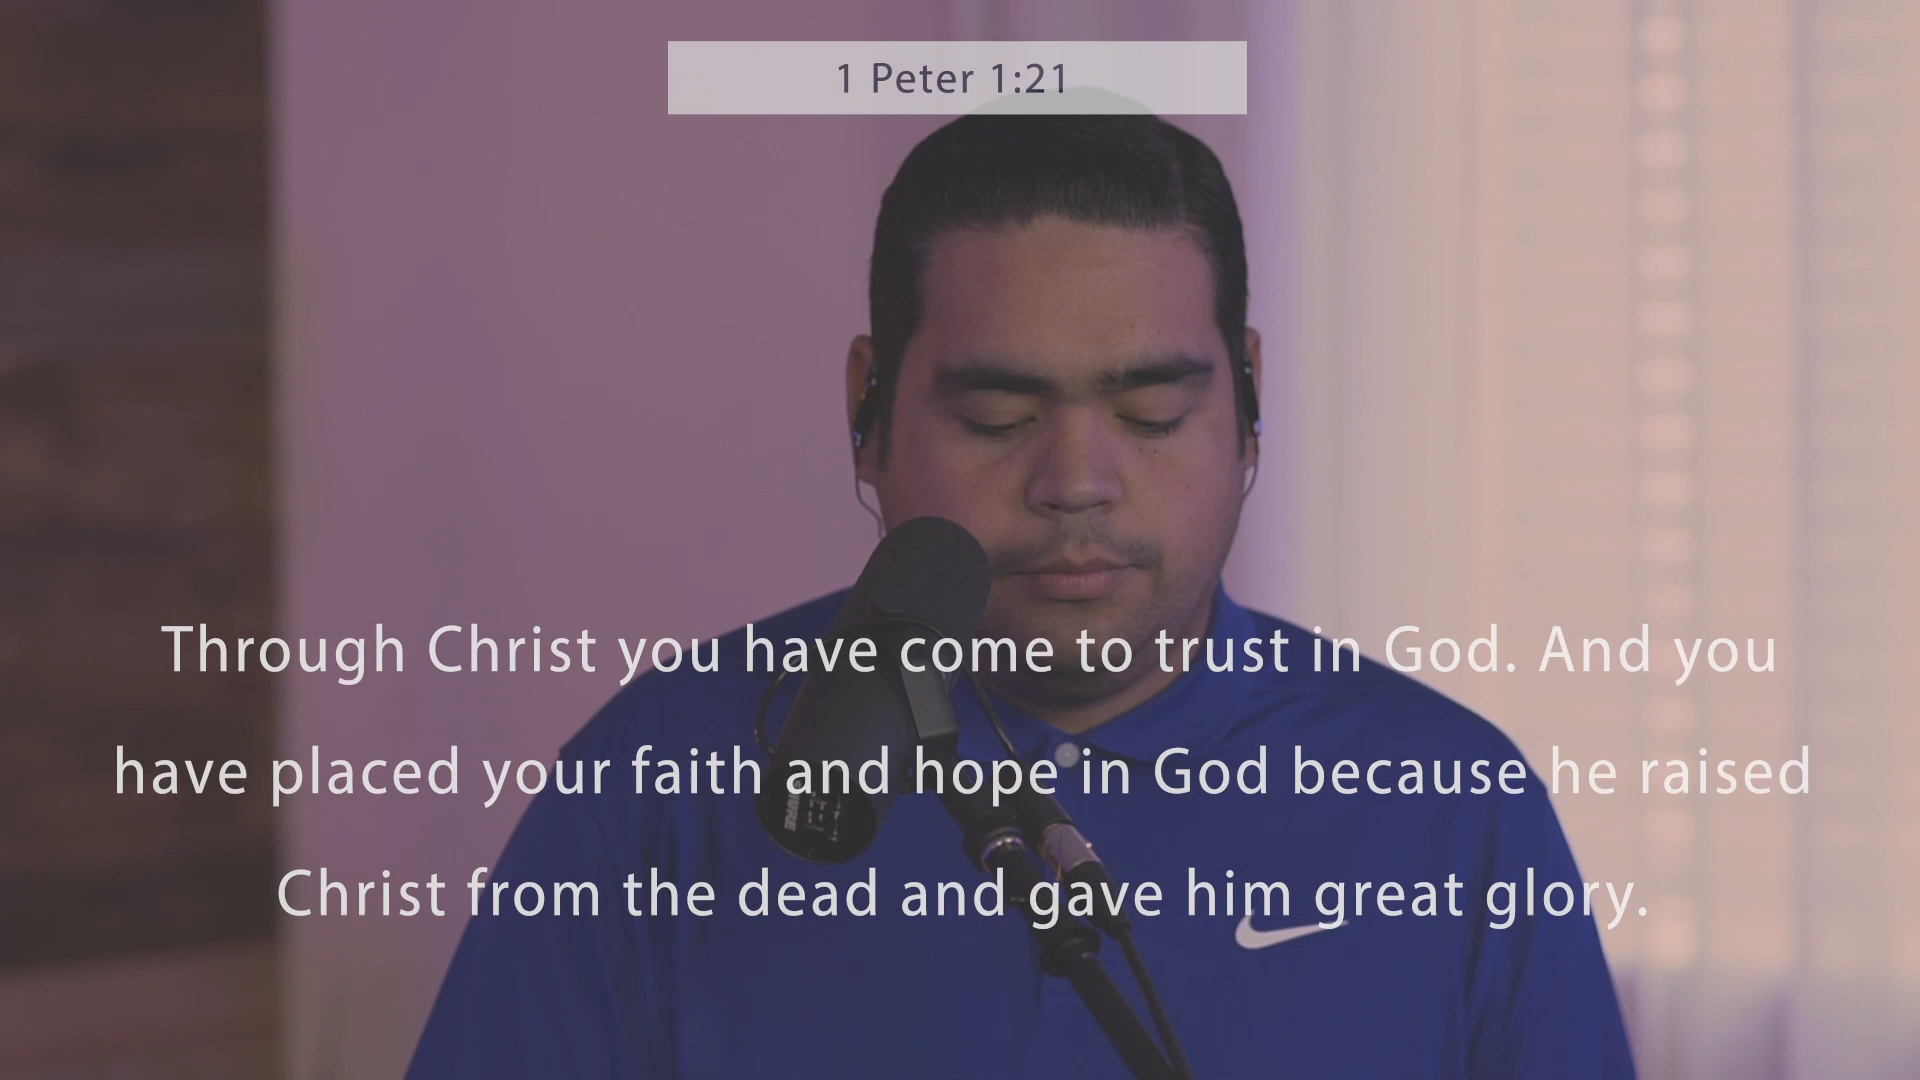 1 Peter 1:21
Through Christ you have come to trust in God. And you
have placed your faith and hope in God because he raised
Christ from the dead and gave him great glory.
SHURE